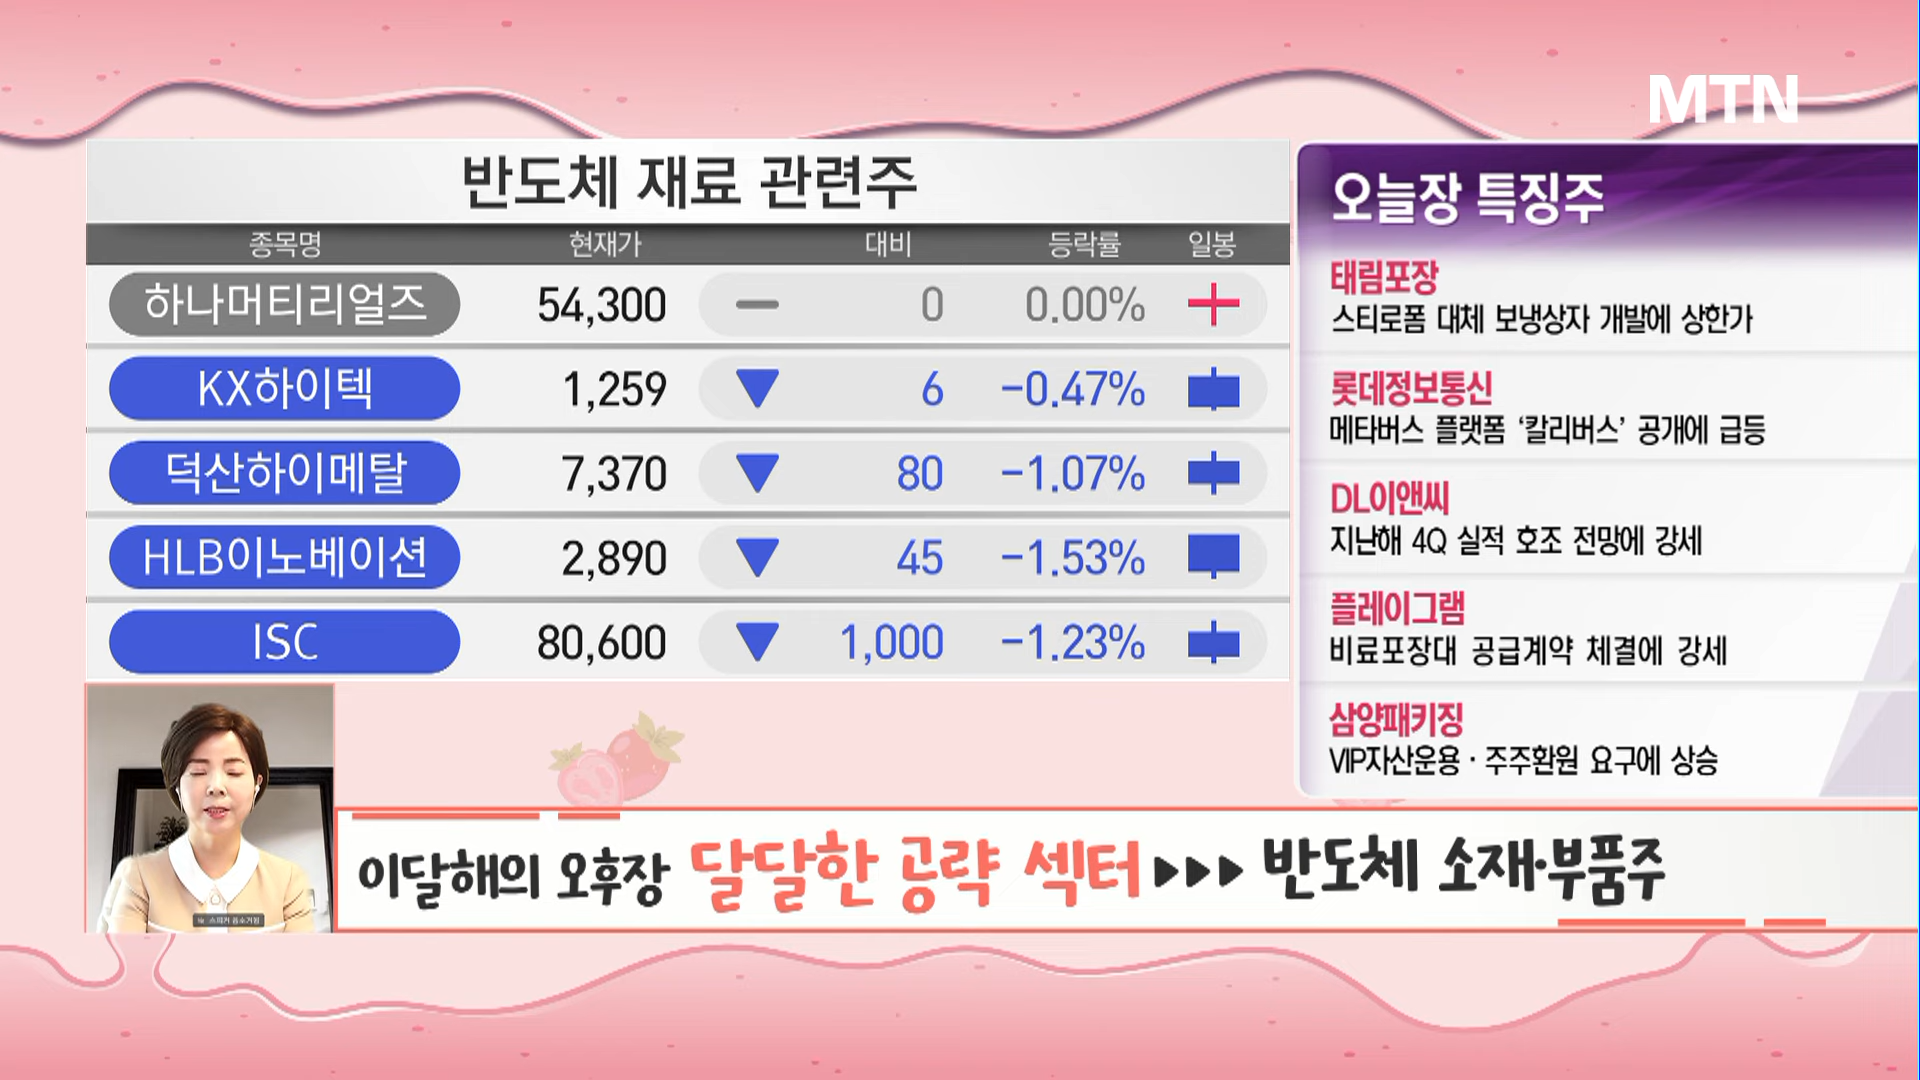 MTN
반도체 재료 관련주
종목명 현재가 대비 등락률 일봉
하나머티리얼즈 54,300 0 0.00%
KX하이텍 1,259 ▼ 6 -0.47%
덕산하이메탈 7,370 ▼ 80 -1.07%
HLB이노베이션 2,890 ▼ 45 -1.53%
ISC 80,600 ▼ 1,000 -1.23%
오늘장 특징주
태림포장
스티로폼 대체 보냉상자 개발에 상한가
롯데정보통신
메타버스 플랫폼 ‘칼리버스’ 공개에 급등
DL이앤씨
지난해 4Q 실적 호조 전망에 강세
플레이그램
비료포장대 공급계약 체결에 강세
삼양패키징
VIP자산운용·주주환원 요구에 상승
이달해의 오후장 달달한 공략 섹터▶▶▶반도체 소재·부품주